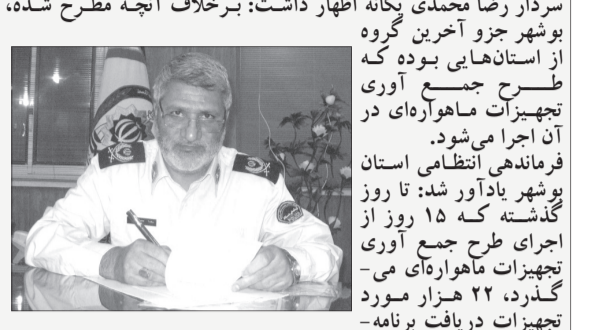 سردار رضا محمدی یگانه اظهار داشت: برخلاف آنچه مطرح شده،
بوشهر جزو آخرین گروه
از استان‌هایی بوده که
طرح جمع آوری
تجهیزات ماهواره‌ای در
آن اجرا می‌شود.
فرماندهی انتظامی استان
بوشهر یادآور شد: تا روز
گذشته که ۱۵ روز از
اجرای طرح جمع آوری
تجهیزات ماهواره‌ای می-
گذرد، ۲۲ هزار مورد
تجهیزات دریافت برنامه-